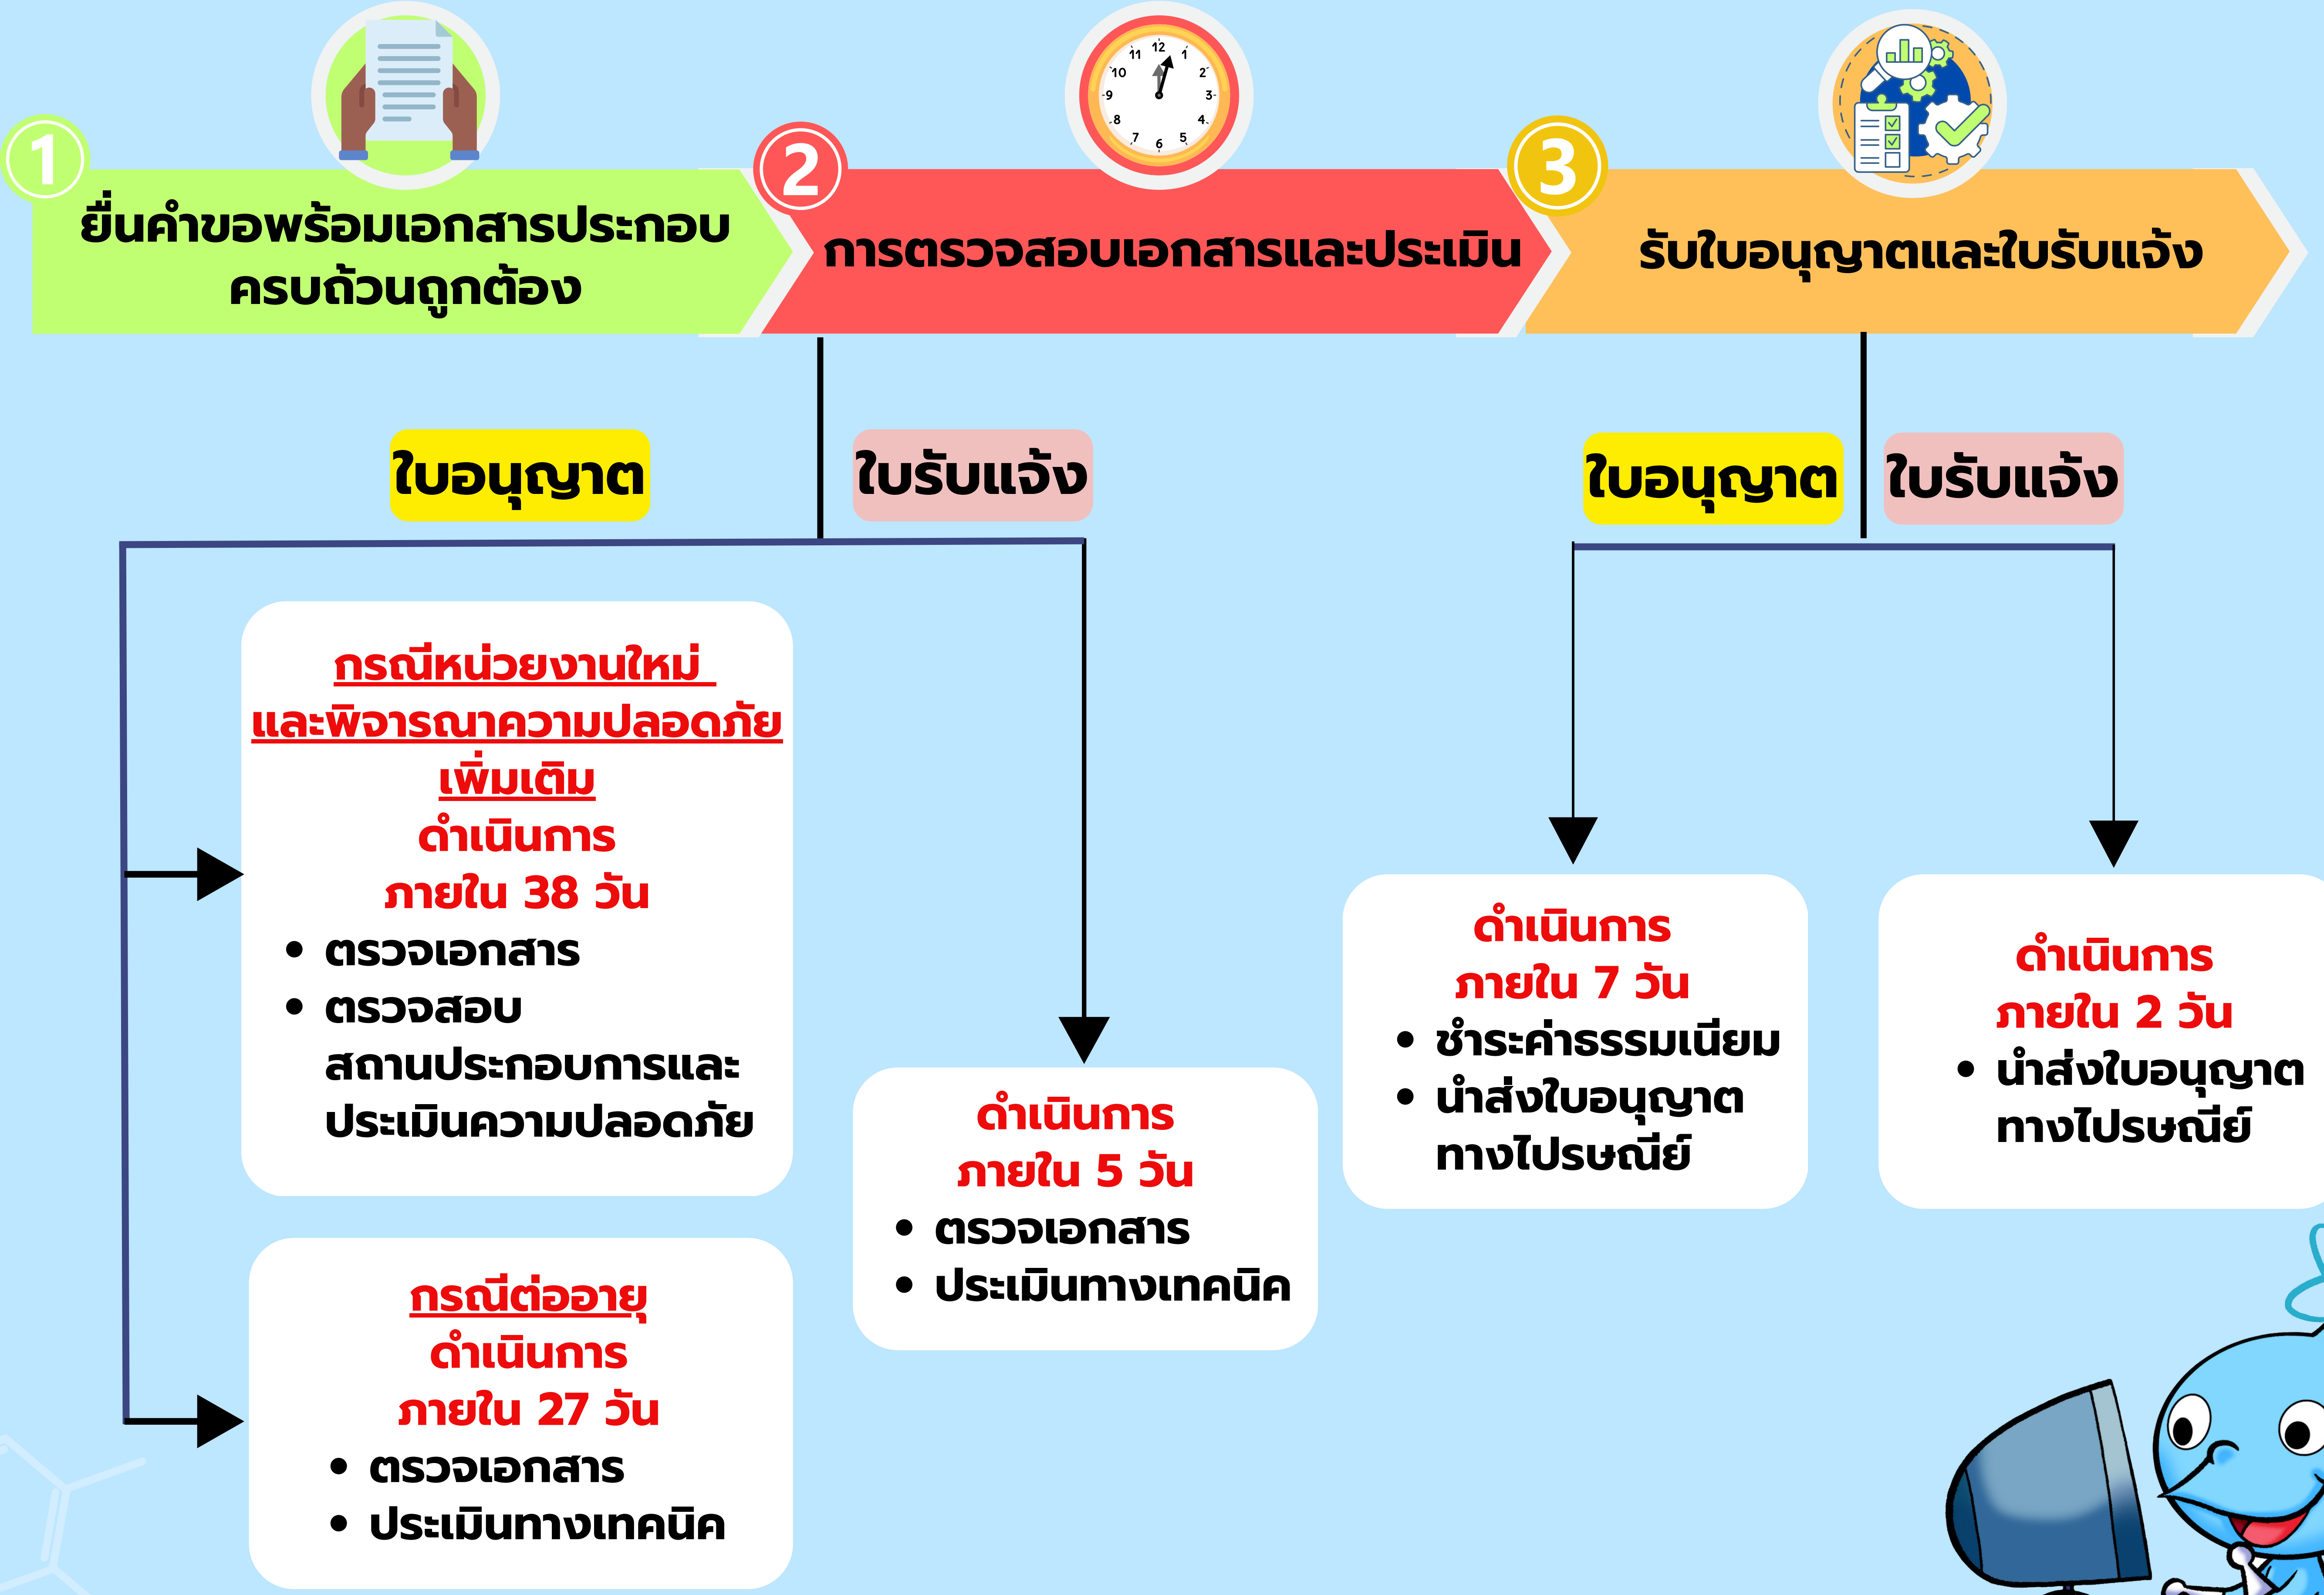 1
ยื่นคำขอพร้อมเอกสารประกอบ
ครบถ้วนถูกต้อง
12
1
2
3
4
5
6
7
8
9
10
11
2
การตรวจสอบเอกสารและประเมิน
3
รับใบอนุญาตและใบรับแจ้ง
ใบอนุญาต
ใบรับแจ้ง
กรณีหน่วยงานใหม่
และพิจารณาความปลอดภัย
เพิ่มเติม
ดำเนินการ
ภายใน 38 วัน
• ตรวจเอกสาร
• ตรวจสอบ
สถานประกอบการและ
ประเมินความปลอดภัย
กรณีต่ออายุ
ดำเนินการ
ภายใน 27 วัน
• ตรวจเอกสาร
• ประเมินทางเทคนิค
ดำเนินการ
ภายใน 5 วัน
• ตรวจเอกสาร
• ประเมินทางเทคนิค
ใบอนุญาต
ใบรับแจ้ง
ดำเนินการ
ภายใน 7 วัน
• ชำระค่าธรรมเนียม
• นำส่งใบอนุญาต
ทางไปรษณีย์
ดำเนินการ
ภายใน 2 วัน
• นำส่งใบอนุญาต
ทางไปรษณีย์